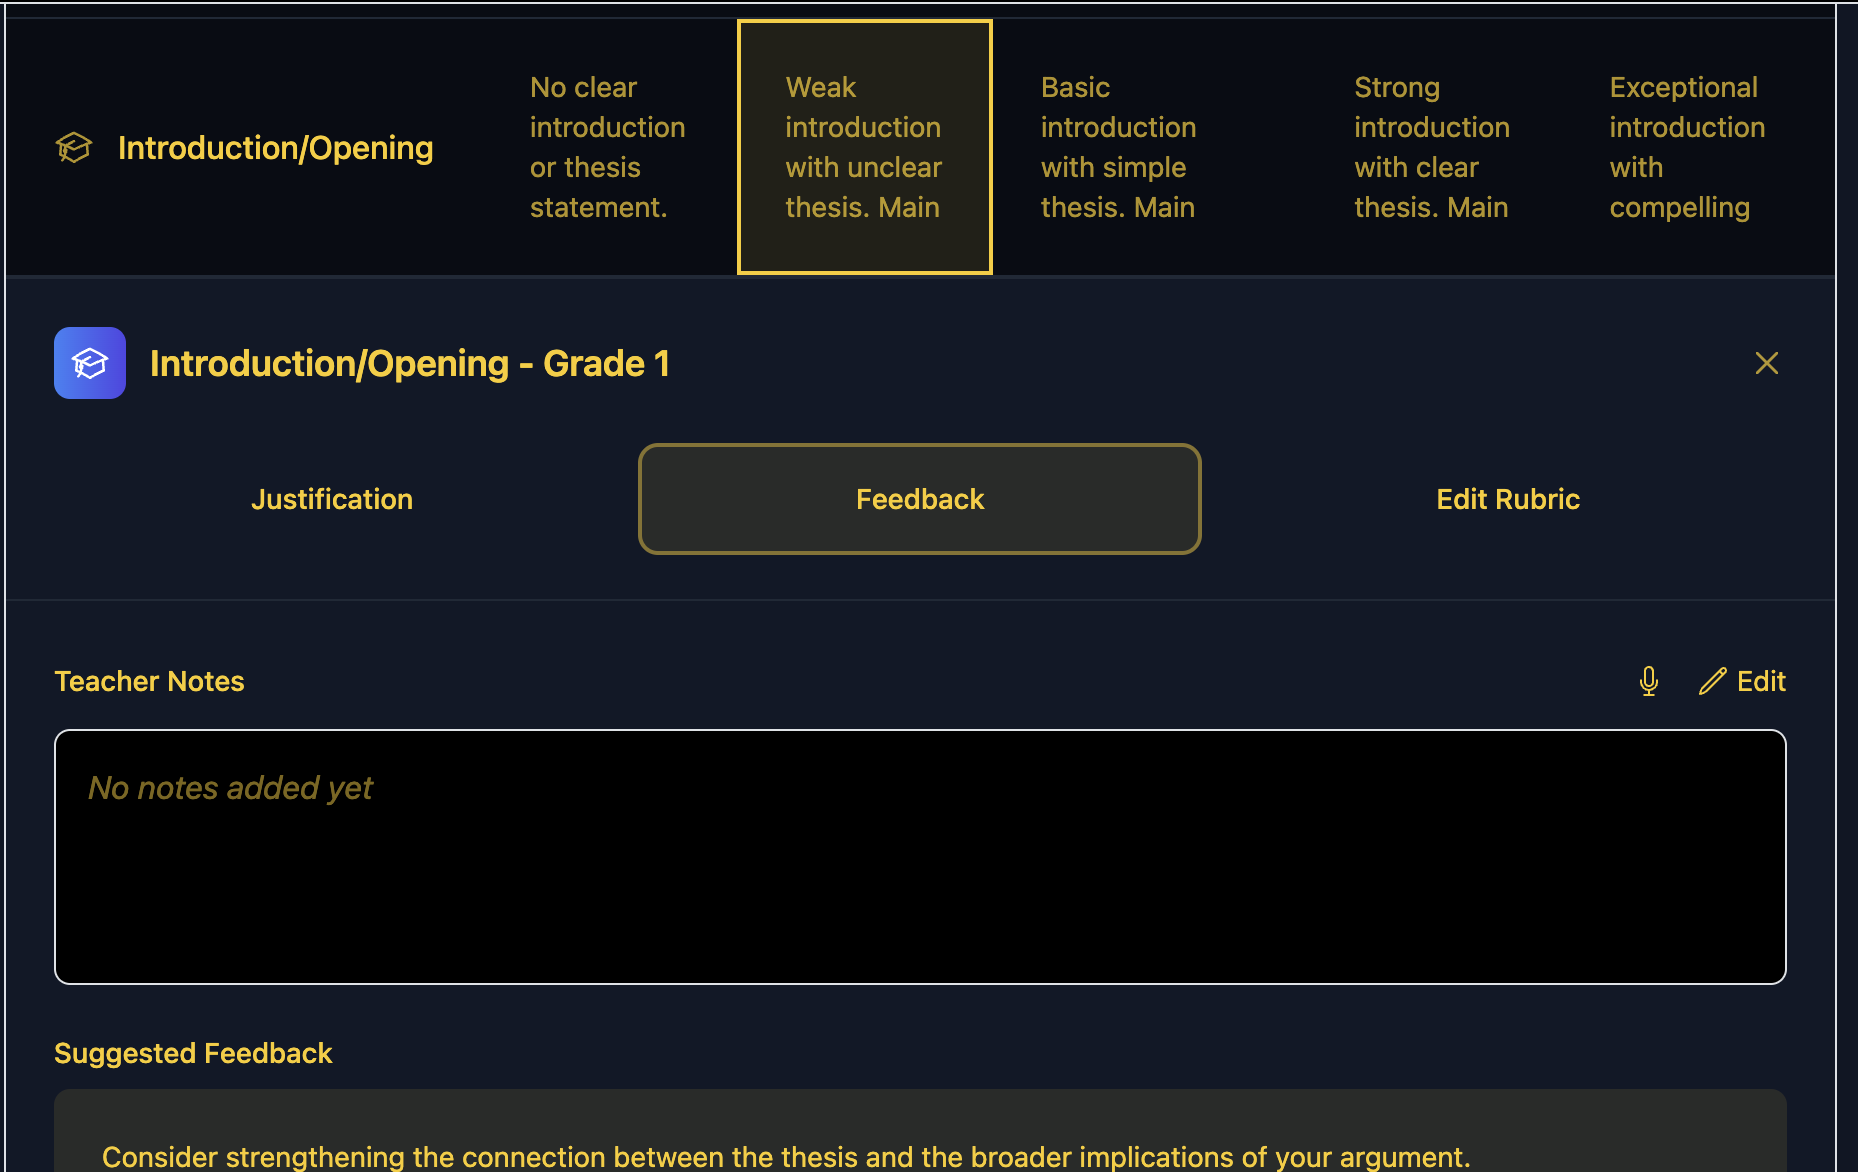 Introduction/Opening
No clear
introduction
or thesis
statement.
Weak
introduction
with unclear
thesis. Main
Basic
introduction
with simple
thesis. Main
Strong
introduction
with clear
thesis. Main
Exceptional
introduction
with
compelling
Introduction/Opening - Grade 1
Justification
Feedback
Edit Rubric
Teacher Notes
Edit
No notes added yet
Suggested Feedback
Consider strengthening the connection between the thesis and the broader implications of your argument.